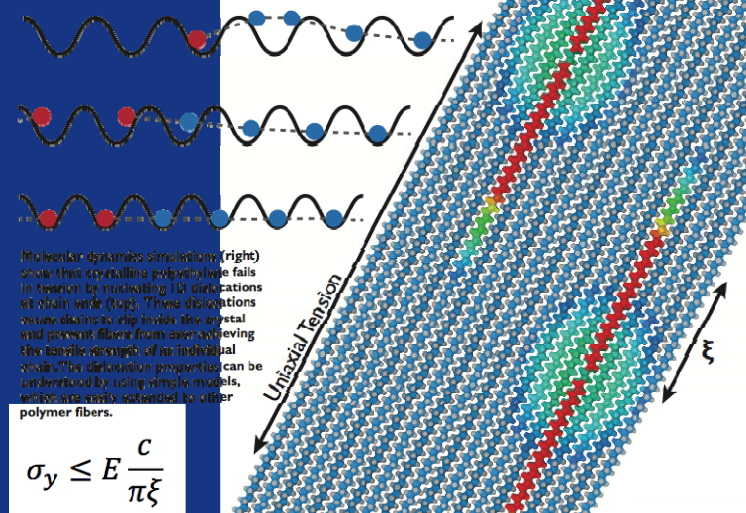 Molecular dynamics simulations (right)
show that crystalline polyethylene fails
in tension by nucleating 1D dislocations
at chain ends (top). These dislocations
cause chains to slip inside the crystal
and prevent fibers from ever achieving
the tensile strength of an individual
chain. The dislocation properties can be
understood by using simple models,
which are easily extended to other
polymer fibers.
σy ≤ E c/πξ
Uniaxial Tension
ξ